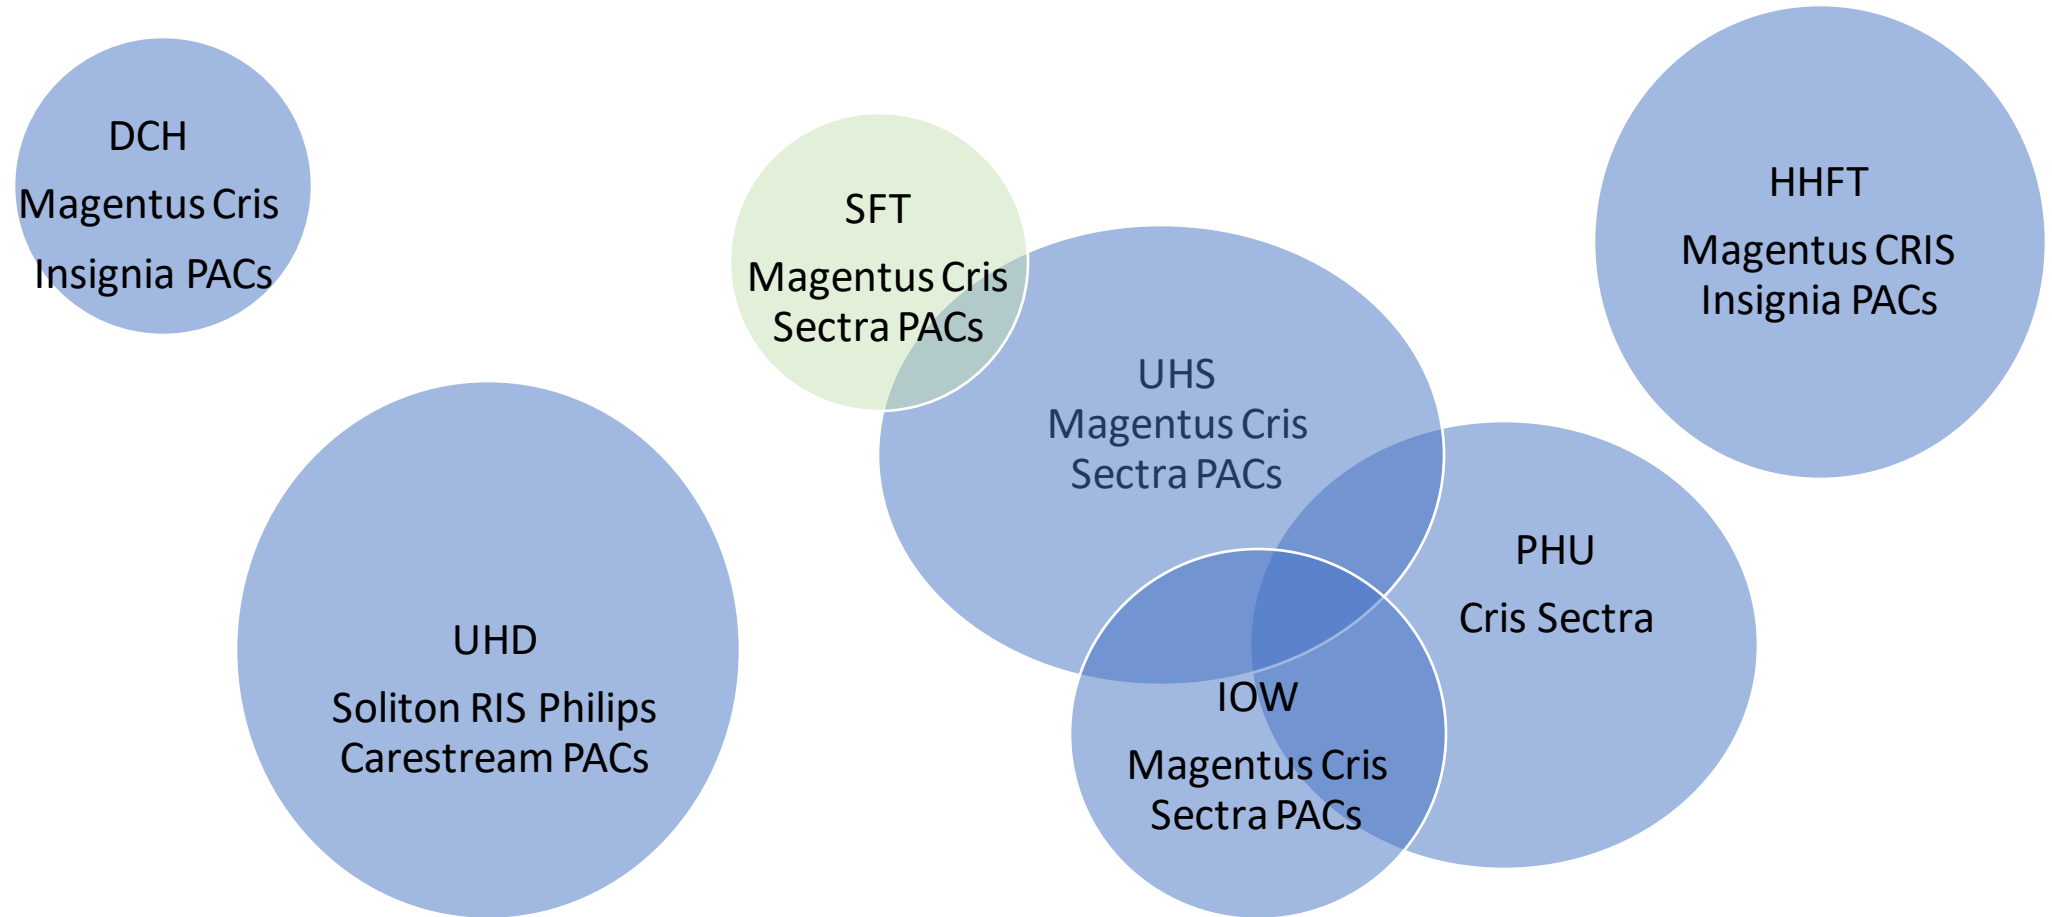 DCH
Magentus Cris
Insignia PACs
SFT
Magentus Cris
Sectra PACs
HHFT
Magentus CRIS
Insignia PACs
UHS
Magentus Cris
Sectra PACs
PHU
Cris Sectra
UHD
Soliton RIS Philips
Carestream PACs
IOW
Magentus Cris
Sectra PACs